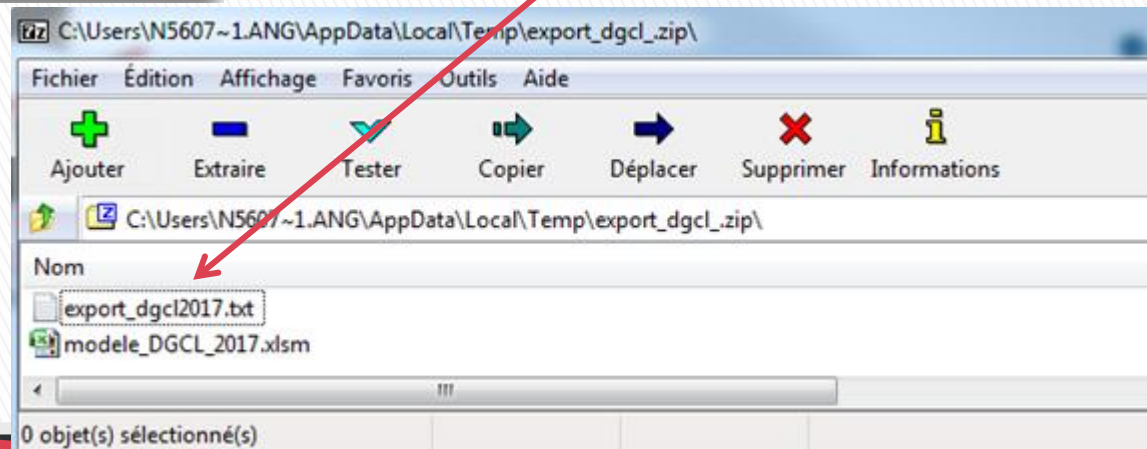 C:\Users\N5607~1.ANG\AppData\Local\Temp\export_dgcl_.zip\
Fichier Édition Affichage Favoris Outils Aide
Ajouter Extraire Tester Copier Déplacer Supprimer Informations
C:\Users\N5607~1.ANG\AppData\Local\Temp\export_dgcl_.zip\
Nom
export_dgcl2017.txt
modele_DGCL_2017.xlsm
0 objet(s) sélectionné(s)